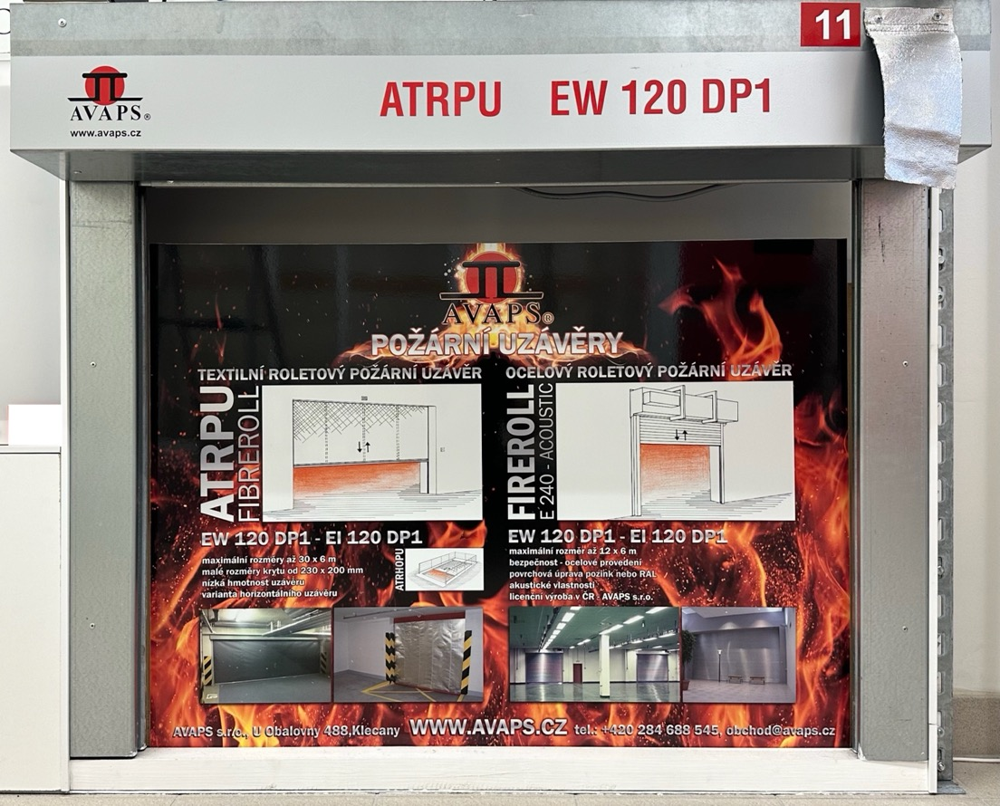 11
AVAPS®
www.avaps.cz
ATRPU EW 120 DP1
AVAPS®
POŽÁRNÍ UZÁVĚRY
TEXTILNÍ ROLETOVÝ POŽÁRNÍ UZÁVĚR
ATRPU
FIBREROLL
EW 120 DP1 - EI 120 DP1
maximální rozměry až 30 x 6 m
malé rozměry krytu od 230 x 200 mm
nízká hmotnost uzávěru
varianta horizontálního uzávěru
ATRHOPU
OCELOVÝ ROLETOVÝ POŽÁRNÍ UZÁVĚR
FIREROLL
E 240 - ACOUSTIC
EW 120 DP1 - EI 120 DP1
maximální rozměr až 12 x 6 m
bezpečnost - ocelové provedení
povrchová úprava pozink nebo RAL
akustické vlastnosti
licenční výroba v ČR - AVAPS s.r.o.
AVAPS s.r.o., U Obalovny 488,Klecany WWW.AVAPS.CZ tel.: +420 284 688 545, obchod@avaps.cz